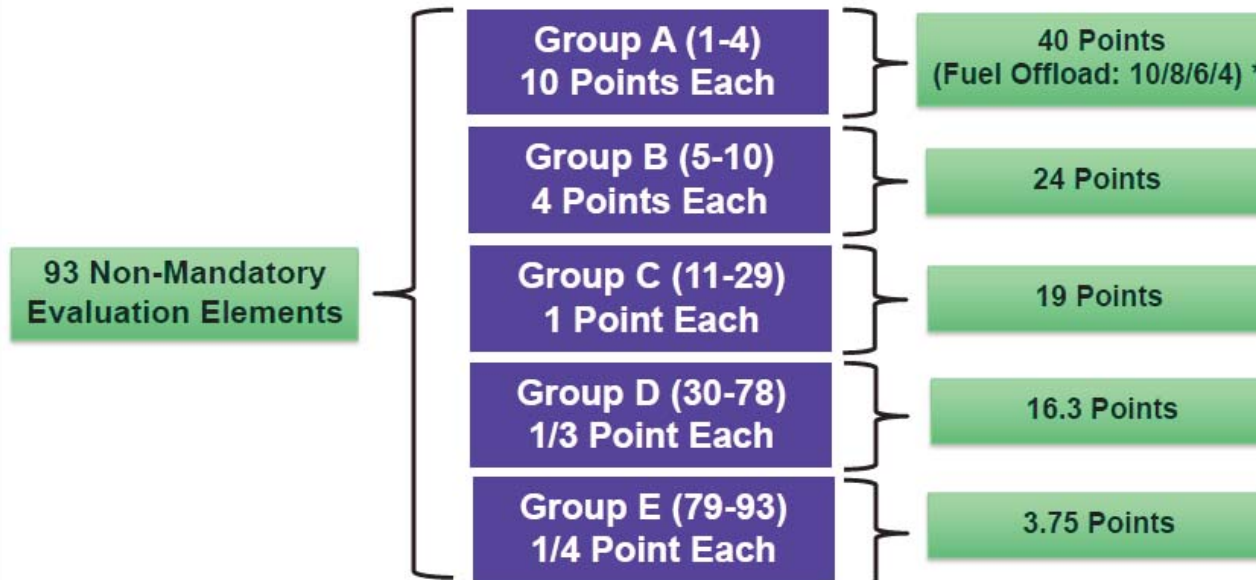 93 Non-Mandatory
Evaluation Elements
Group A (1-4)
10 Points Each
40 Points
(Fuel Offload: 10/8/6/4) *
Group B (5-10)
4 Points Each
24 Points
Group C (11-29)
1 Point Each
19 Points
Group D (30-78)
1/3 Point Each
16.3 Points
Group E (79-93)
1/4 Point Each
3.75 Points